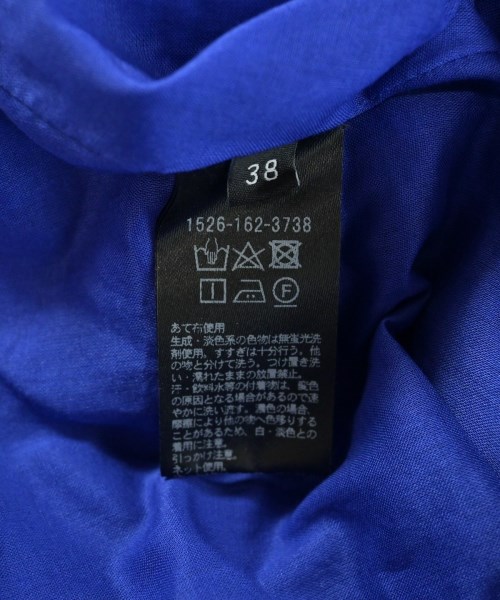 38
1526-162-3738
F
あて布使用
生成・淡色系の色物は無蛍光洗
剤使用、すすぎは十分行う、他
の物と分けて洗う、つけ置き洗
い・濡れたままの放置禁止、
汗・飲料水等の付着物は、変色
の原因となる場合があるので速
やかに洗い流す、濃色の場合、
摩擦により他の物へ色移りする
ことがあるため、白・淡色との
着用に注意、
引っかけ注意、
ネット使用、